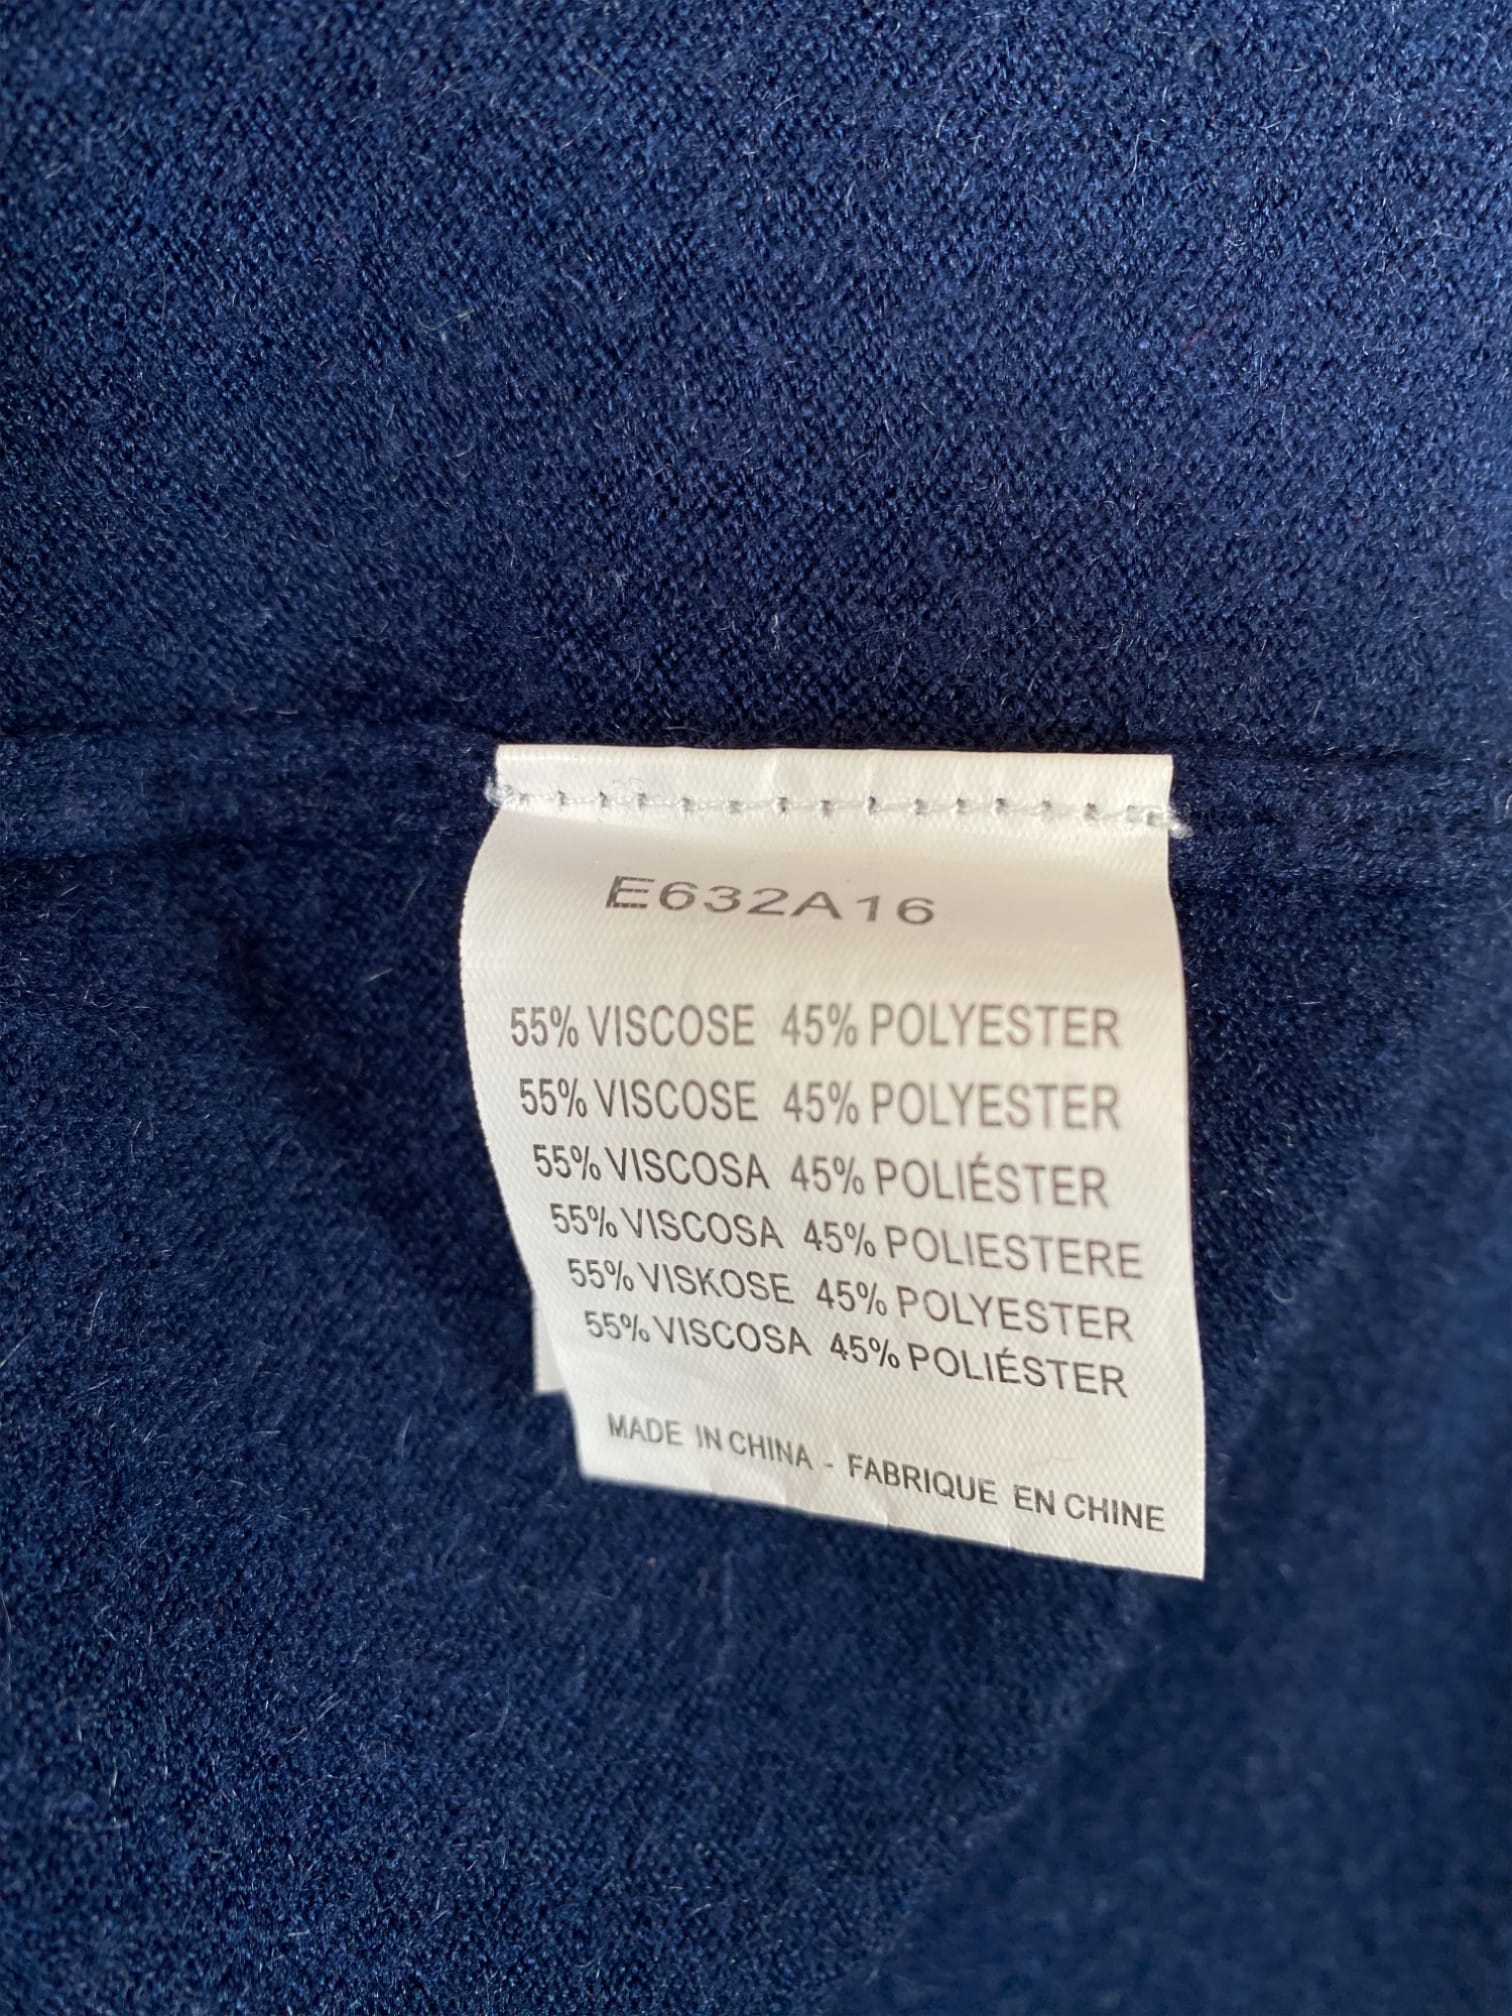 E632A16
55% VISCOSE 45% POLYESTER
55% VISCOSE 45% POLYESTER
55% VISCOSA 45% POLIÉSTER
55% VISCOSA 45% POLIESTERE
55% VISKOSE 45% POLYESTER
55% VISCOSA 45% POLIÉSTER
MADE IN CHINA - FABRIQUE EN CHINE